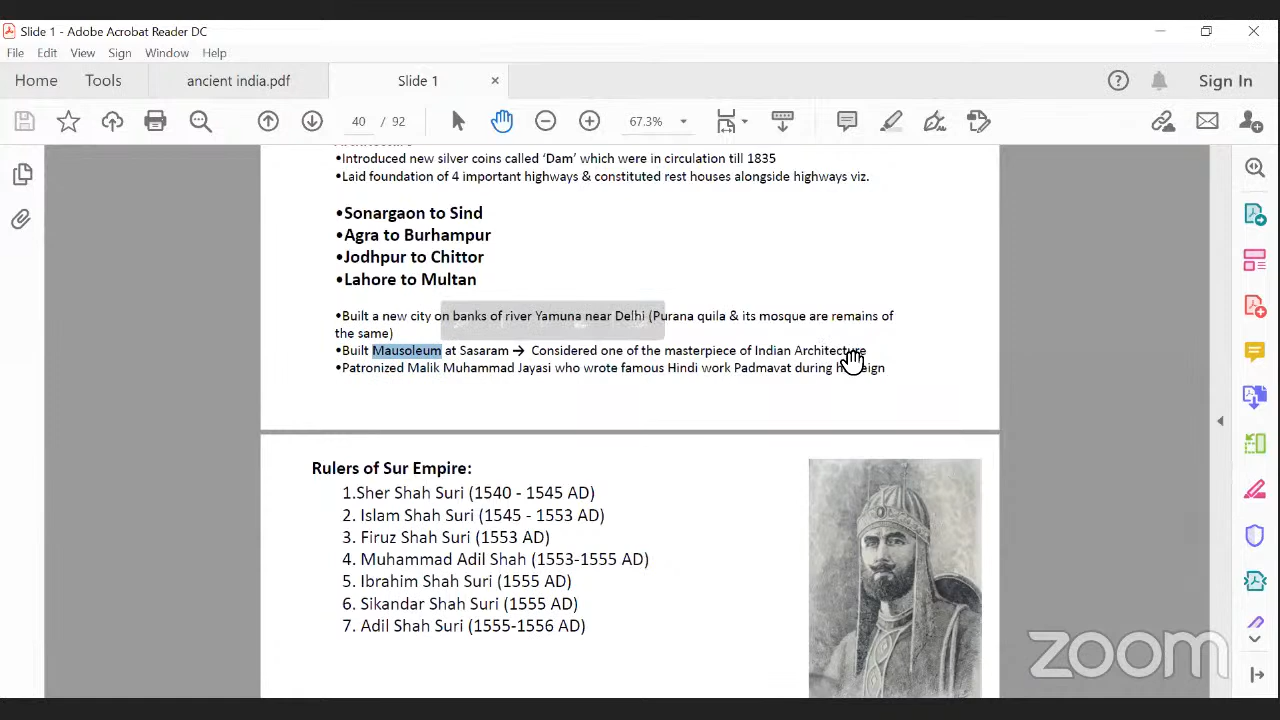 Slide 1 - Adobe Acrobat Reader DC
File Edit View Sign Window Help
Home Tools ancient india.pdf Slide 1 × Sign In
40 / 92 67.3%
•Introduced new silver coins called ‘Dam’ which were in circulation till 1835
•Laid foundation of 4 important highways & constituted rest houses alongside highways viz.
•Sonargaon to Sind
•Agra to Burhampur
•Jodhpur to Chittor
•Lahore to Multan
•Built a new city on banks of river Yamuna near Delhi (Purana quila & its mosque are remains of
the same)
•Built Mausoleum at Sasaram → Considered one of the masterpiece of Indian Architecture
•Patronized Malik Muhammad Jayasi who wrote famous Hindi work Padmavat during
Rulers of Sur Empire:
1.Sher Shah Suri (1540 - 1545 AD)
2. Islam Shah Suri (1545 - 1553 AD)
3. Firuz Shah Suri (1553 AD)
4. Muhammad Adil Shah (1553-1555 AD)
5. Ibrahim Shah Suri (1555 AD)
6. Sikandar Shah Suri (1555 AD)
7. Adil Shah Suri (1555-1556 AD)
zoom